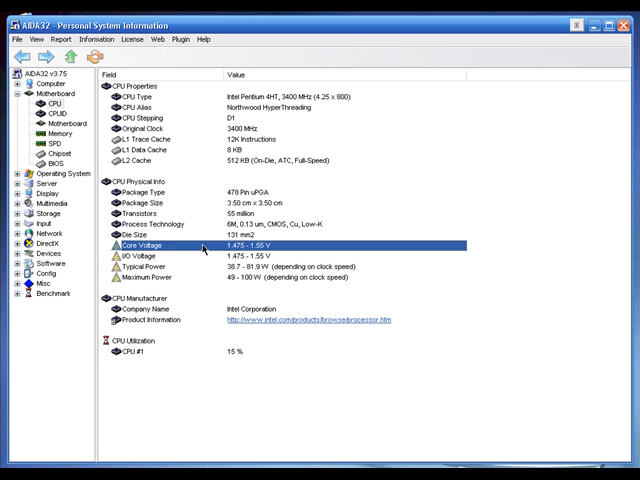 AIDA32 - Personal System Information
File View Report Information License Web Plugin Help
AIDA32 v3.75
Computer
Motherboard
CPU
CPUID
Motherboard
Memory
SPD
Chipset
BIOS
Operating System
Server
Display
Multimedia
Storage
Input
Network
DirectX
Devices
Software
Config
Misc
Benchmark
Field Value
CPU Properties
CPU Type Intel Pentium 4HT, 3400 MHz (4.25 x 800)
CPU Alias Northwood HyperThreading
CPU Stepping D1
Original Clock 3400 MHz
L1 Trace Cache 12K Instructions
L1 Data Cache 8 KB
L2 Cache 512 KB (On-Die, ATC, Full-Speed)
CPU Physical Info
Package Type 478 Pin uPGA
Package Size 3.50 cm x 3.50 cm
Transistors 55 million
Process Technology 6M, 0.13 um, CMOS, Cu, Low-K
Die Size 131 mm2
Core Voltage 1.475 - 1.55 V
I/O Voltage 1.475 - 1.55 V
Typical Power 38.7 - 81.9 W (depending on clock speed)
Maximum Power 49 - 100 W (depending on clock speed)
CPU Manufacturer
Company Name Intel Corporation
Product Information http://www.intel.com/products/browse/processor.htm
CPU Utilization
CPU #1 15 %